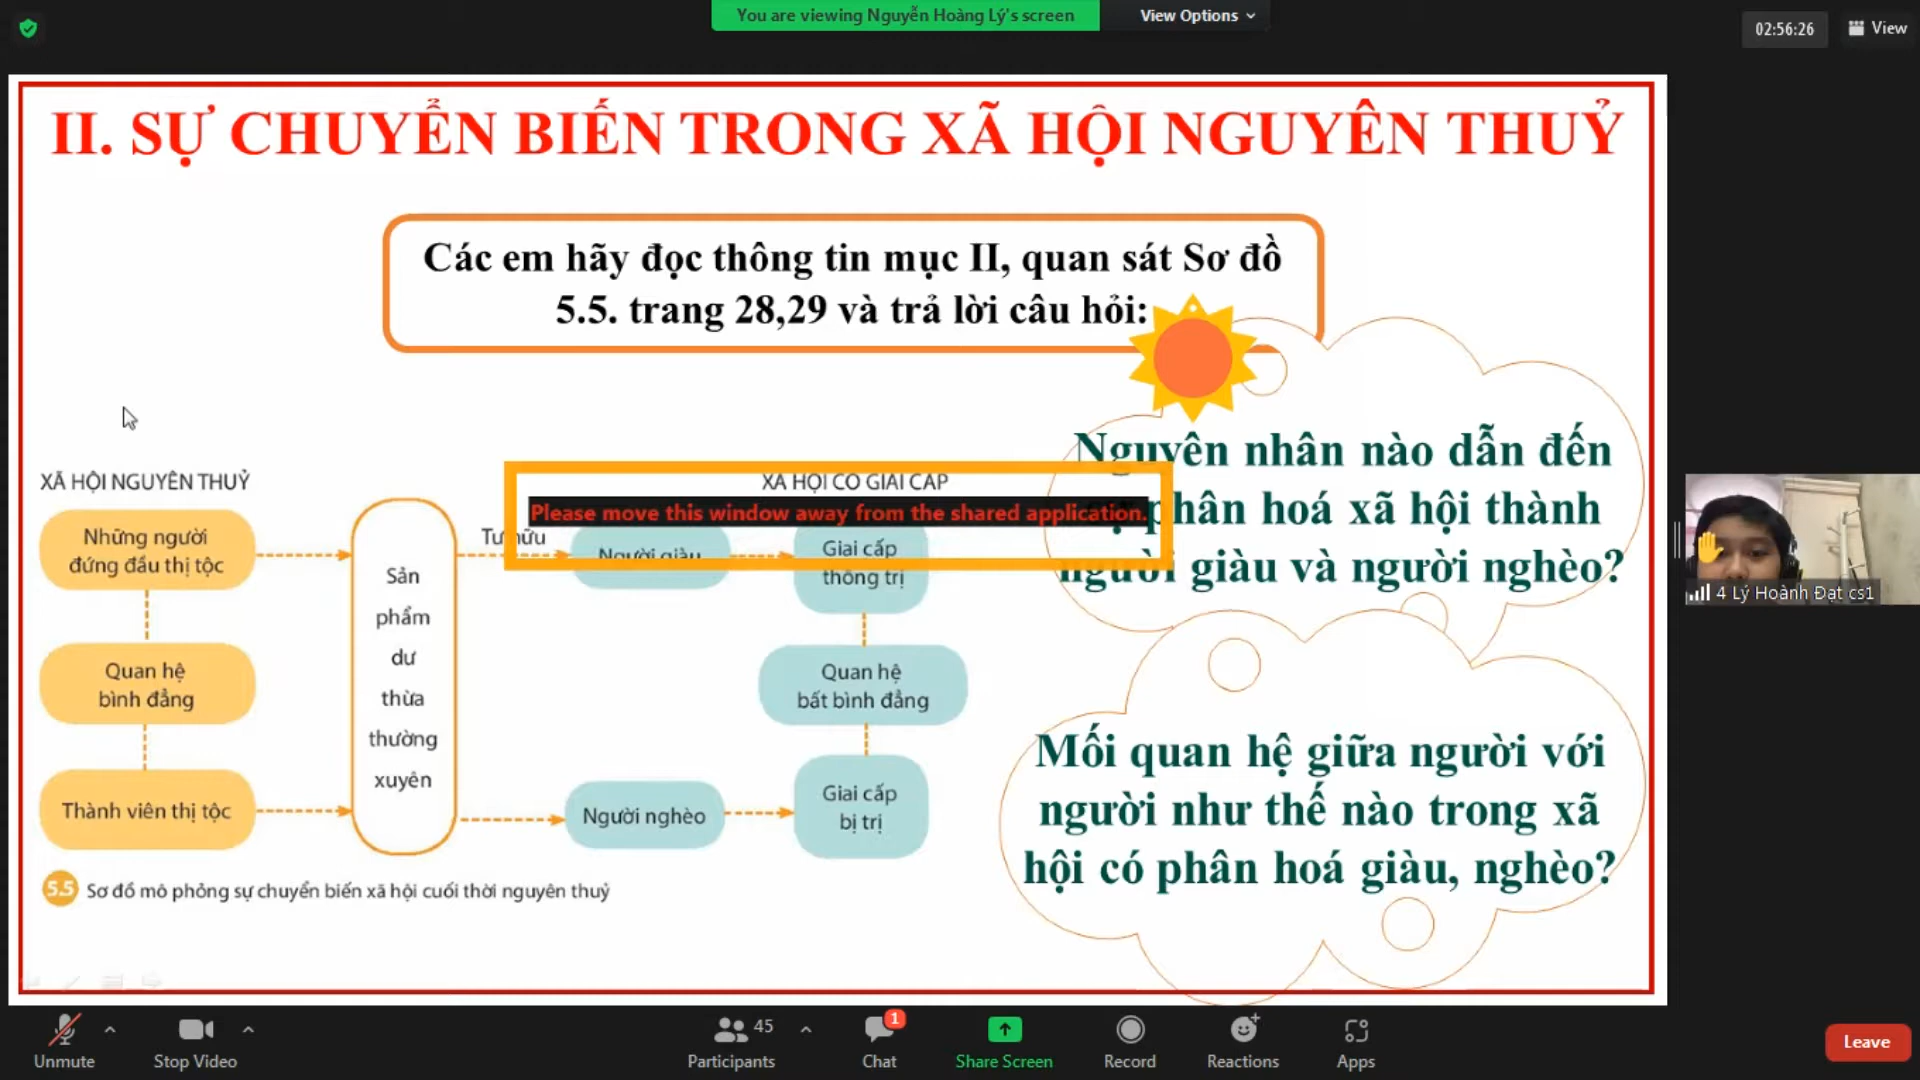 You are viewing Nguyễn Hoàng Lý's screen
View Options
02:56:26
View
II. SỰ CHUYỂN BIẾN TRONG XÃ HỘI NGUYÊN THUỶ
Các em hãy đọc thông tin mục II, quan sát Sơ đồ
5.5. trang 28,29 và trả lời câu hỏi:
Nguyên nhân nào dẫn đến
phân hoá xã hội thành
người giàu và người nghèo?
XÃ HỘI NGUYÊN THUỶ
XÃ HỘI CÓ GIAI CẤP
Please move this window away from the shared application.
Những người
đứng đầu thị tộc
Quan hệ
bình đẳng
Thành viên thị tộc
Sản
phẩm
dư
thừa
thường
xuyên
Tư hữu
Người giàu
Giai cấp
thống trị
Quan hệ
bất bình đẳng
Người nghèo
Giai cấp
bị trị
Mối quan hệ giữa người với
người như thế nào trong xã
hội có phân hoá giàu, nghèo?
5.5 Sơ đồ mô phỏng sự chuyển biến xã hội cuối thời nguyên thuỷ
4 Lý Hoành Đạt cs1
Unmute
Stop Video
45
Participants
1
Chat
Share Screen
Record
Reactions
Apps
Leave